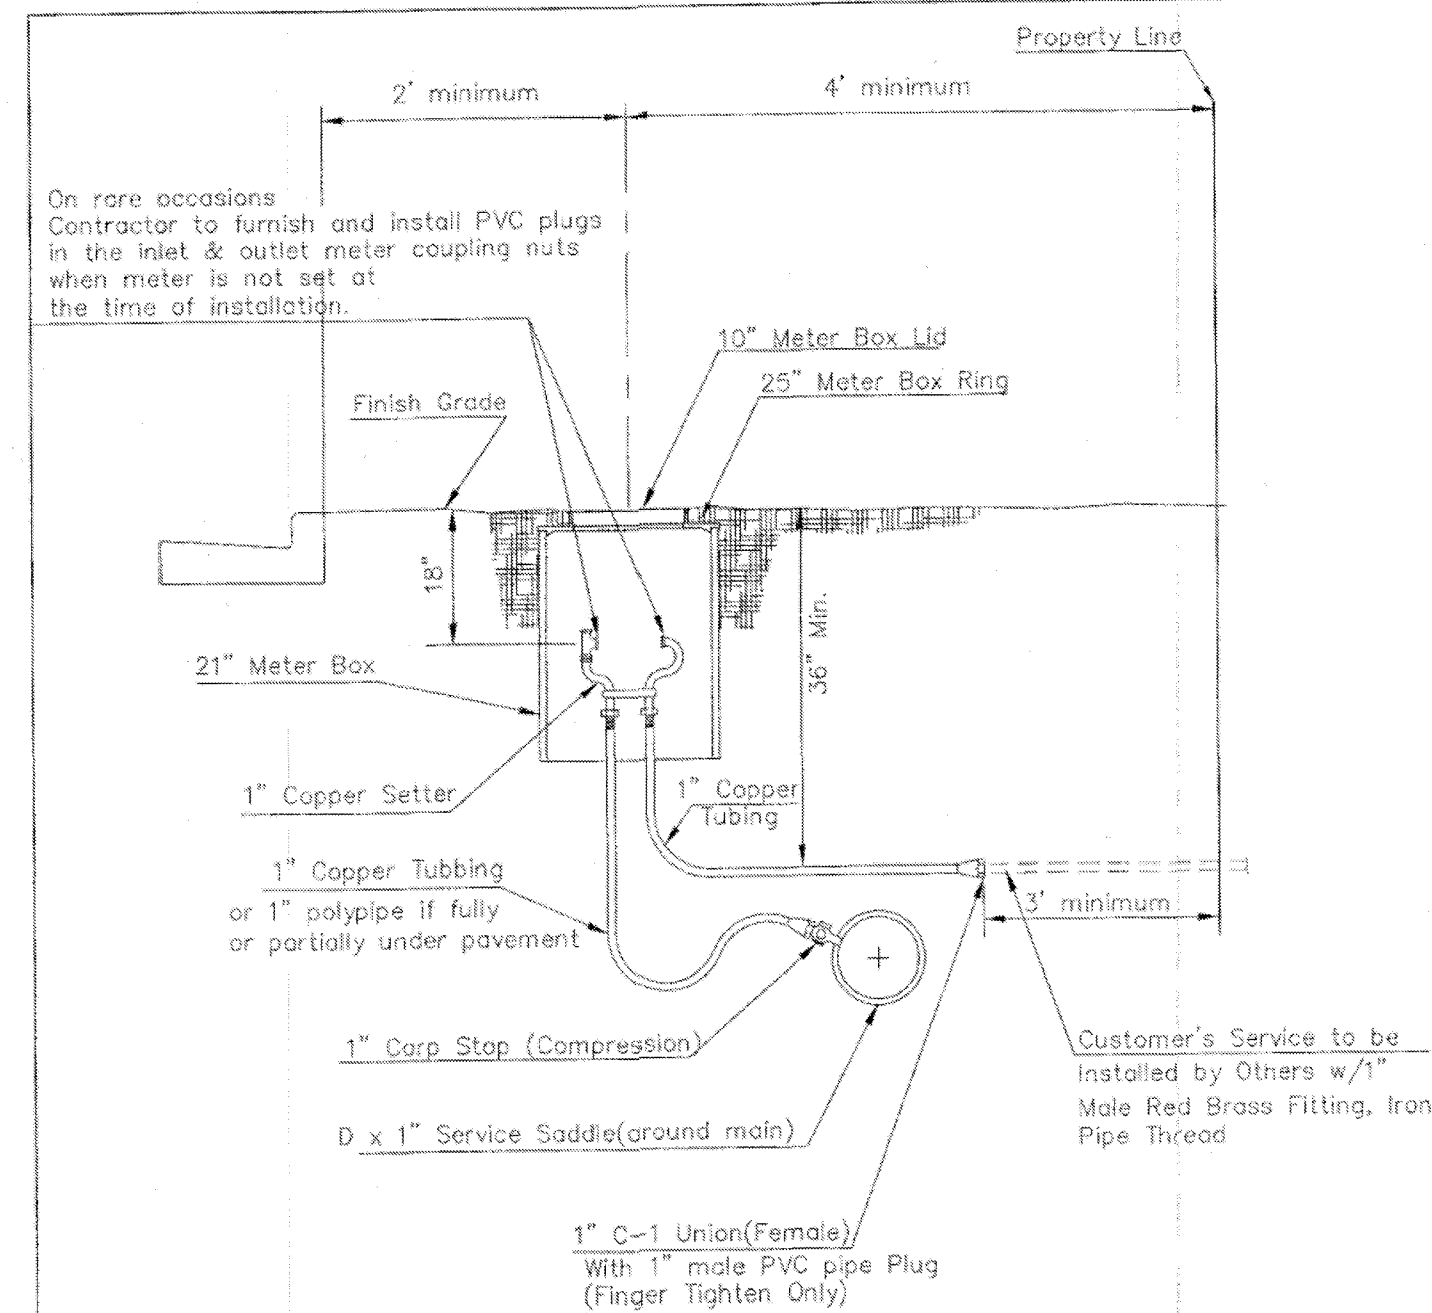 Property Line
2' minimum
4' minimum
On rare occasions
Contractor to furnish and install PVC plugs
in the inlet & outlet meter coupling nuts
when meter is not set at
the time of installation.
10" Meter Box Lid
25" Meter Box Ring
Finish Grade
18"
36" Min.
21" Meter Box
1" Copper Setter
1" Copper
Tubing
1" Copper Tubbing
or 1" polypipe if fully
or partially under pavement
3' minimum
1" Corp Stop (Compression)
Customer's Service to be
Installed by Others w/1"
Male Red Brass Fitting, Iron
Pipe Thread
D x 1" Service Saddle(around main)
1" C-1 Union(Female)
With 1" male PVC pipe Plug
(Finger Tighten Only)